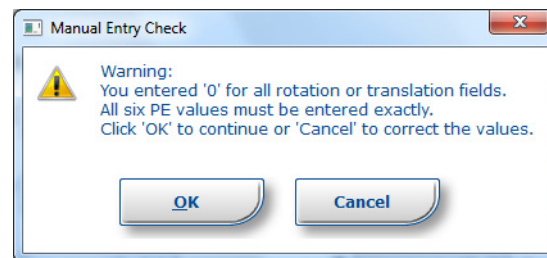 Manual Entry Check
Warning:
You entered '0' for all rotation or translation fields.
All six PE values must be entered exactly.
Click 'OK' to continue or 'Cancel' to correct the values.
OK
Cancel